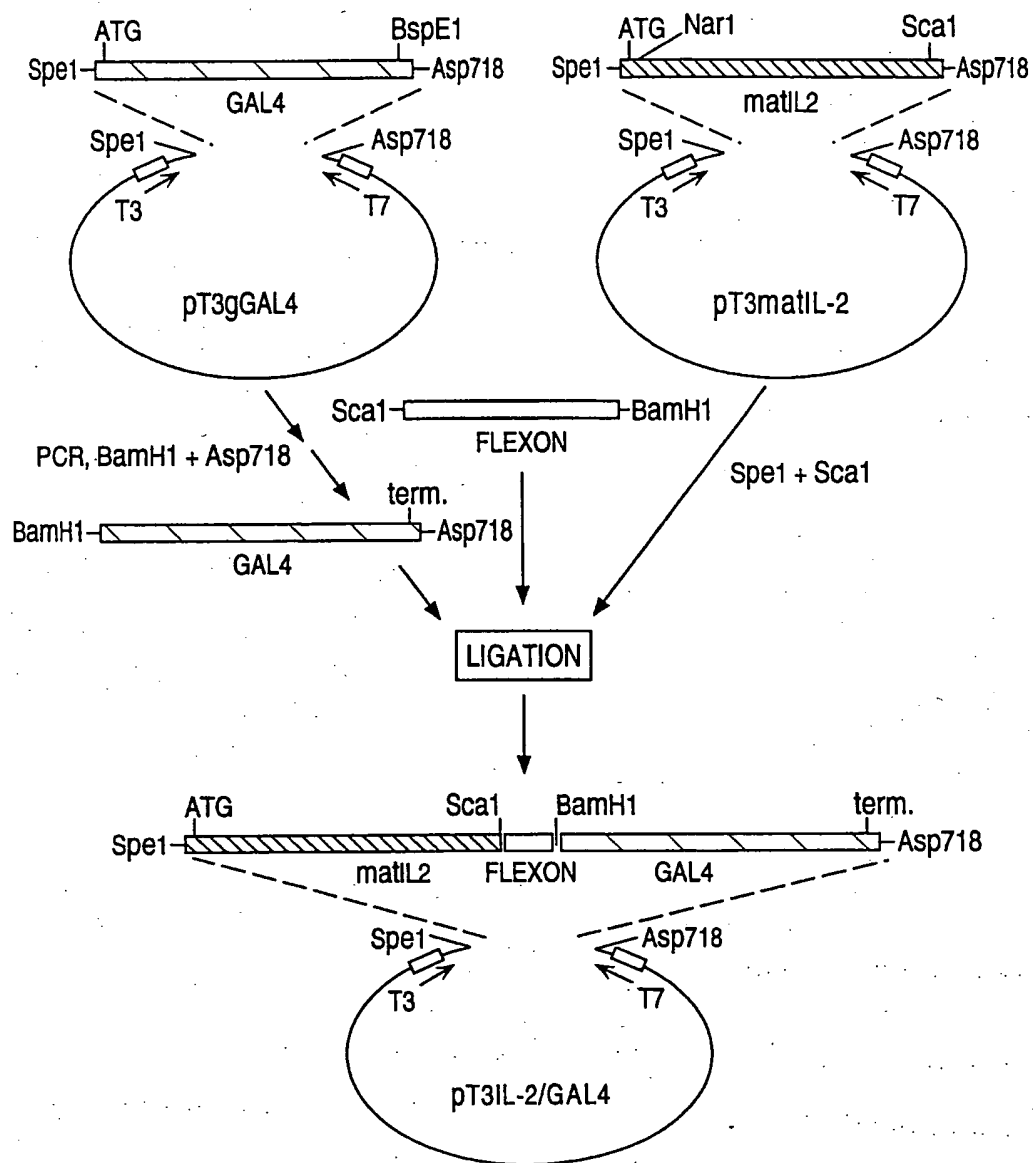 ATG
BspE1
Spe1
Asp718
GAL4
Spe1
Asp718
T3
T7
pT3gGAL4
ATG
Nar1
Sca1
Spe1
Asp718
matIL2
Spe1
Asp718
T3
T7
pT3matIL-2
Sca1
BamH1
FLEXON
PCR, BamH1 + Asp718
Spe1 + Sca1
term.
BamH1
Asp718
GAL4
LIGATION
ATG
Sca1
BamH1
term.
Spe1
Asp718
matIL2
FLEXON
GAL4
Spe1
Asp718
T3
T7
pT3IL-2/GAL4